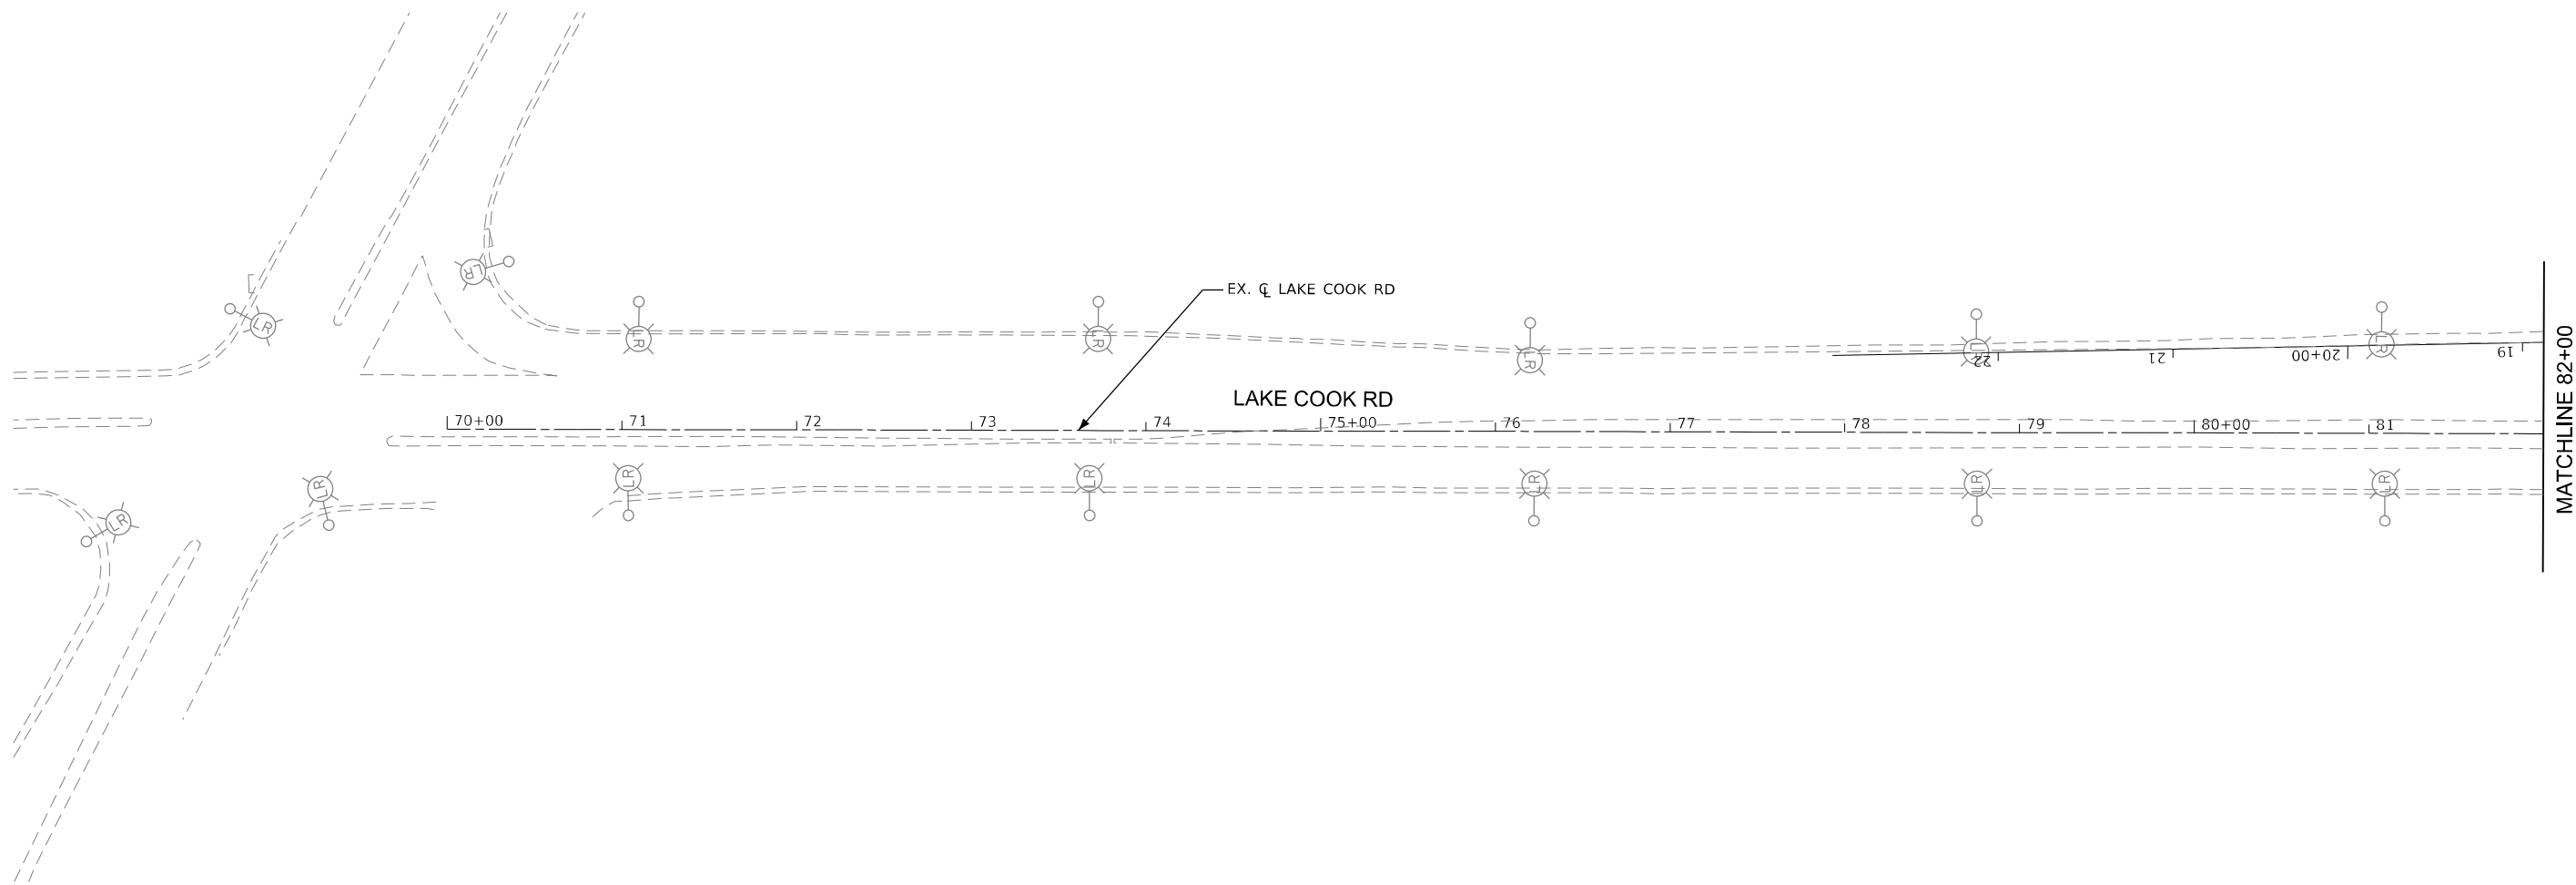 LR
LR
EX. ℄ LAKE COOK RD
LR
LR
LR
LR
LR
22
21
20+00
19
LAKE COOK RD
70+00
71
72
73
74
75+00
76
77
78
79
80+00
81
MATCHLINE 82+00
LR
LR
LR
LR
LR
LR
LR